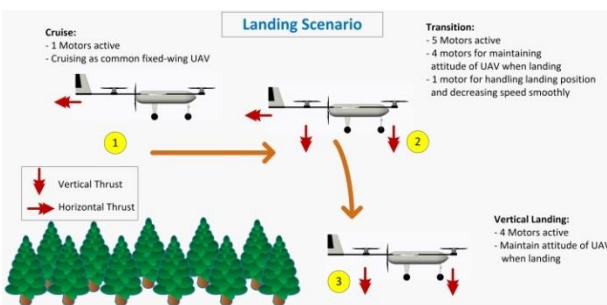 Landing Scenario
Cruise:
- 1 Motors active
- Cruising as common fixed-wing UAV
Transition:
- 5 Motors active
- 4 motors for maintaining
attitude of UAV when landing
- 1 motor for handling landing position
and decreasing speed smoothly
1
2
Vertical Thrust
Horizontal Thrust
Vertical Landing:
- 4 Motors active
- Maintain attitude of UAV
when landing
3